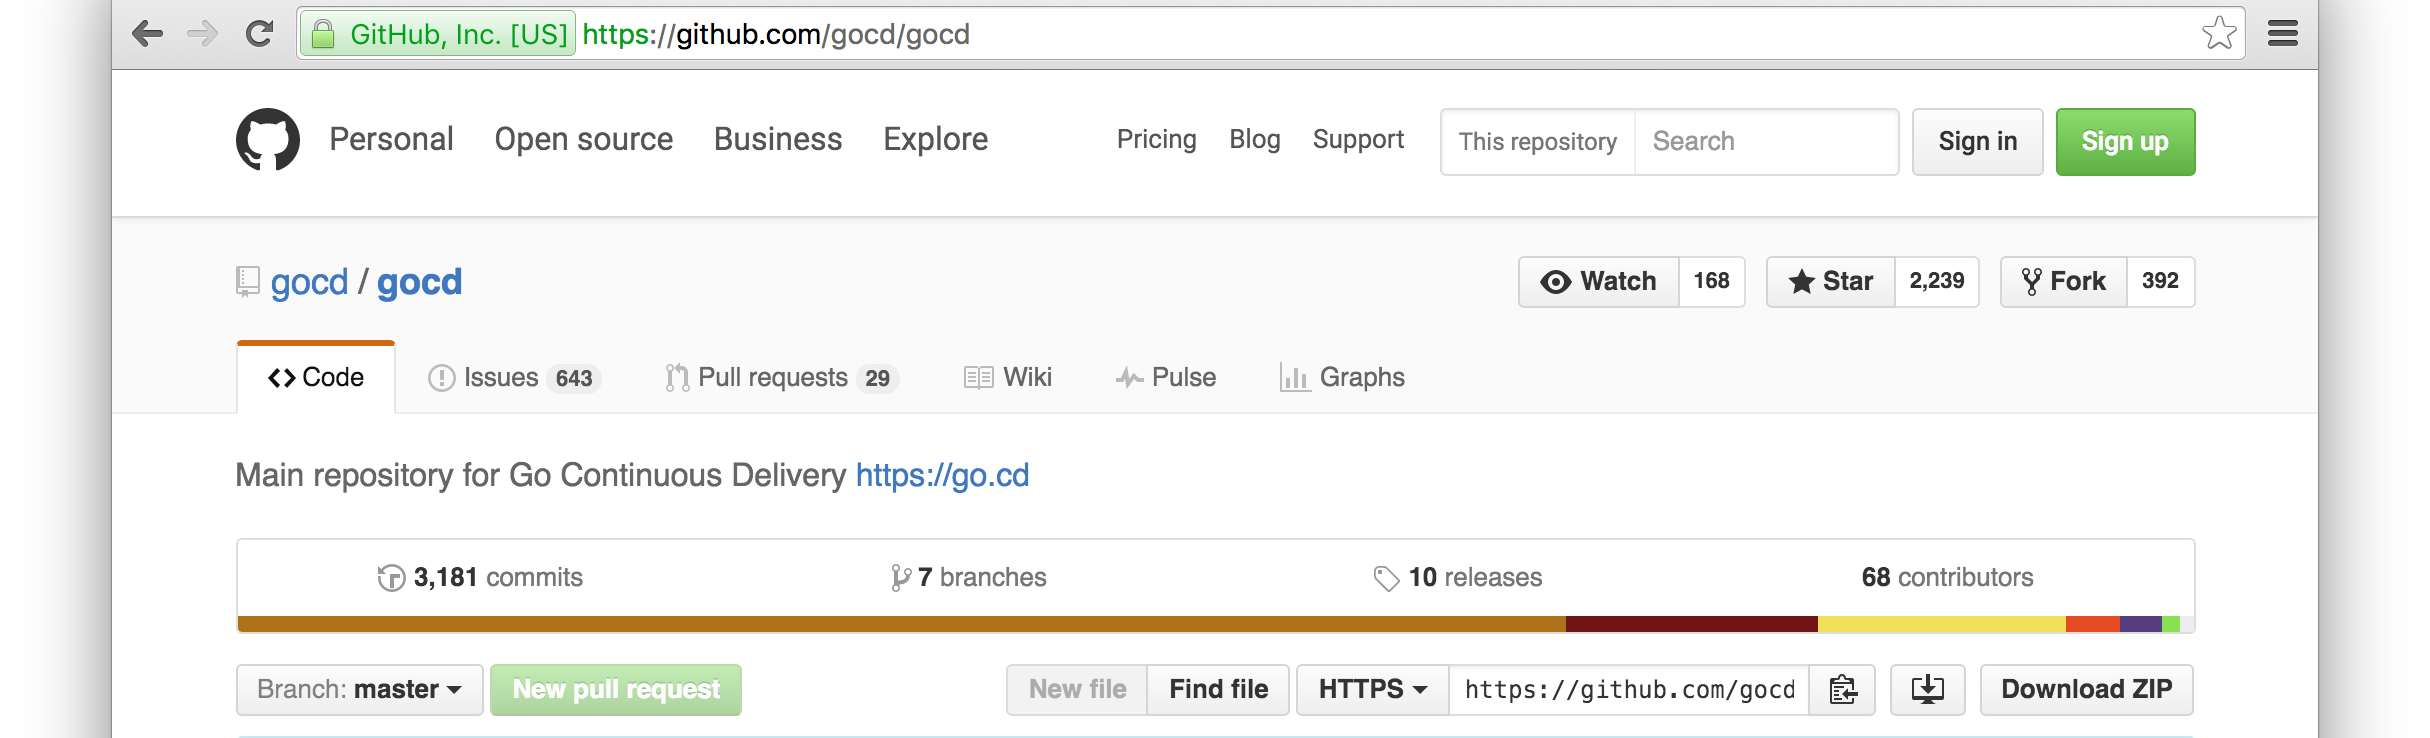 GitHub, Inc. [US] https://github.com/gocd/gocd
Personal Open source Business Explore Pricing Blog Support This repository Search Sign in Sign up
gocd / gocd Watch 168 Star 2,239 Fork 392
Code Issues 643 Pull requests 29 Wiki Pulse Graphs
Main repository for Go Continuous Delivery https://go.cd
3,181 commits 7 branches 10 releases 68 contributors
Branch: master New pull request New file Find file HTTPS https://github.com/gocd Download ZIP